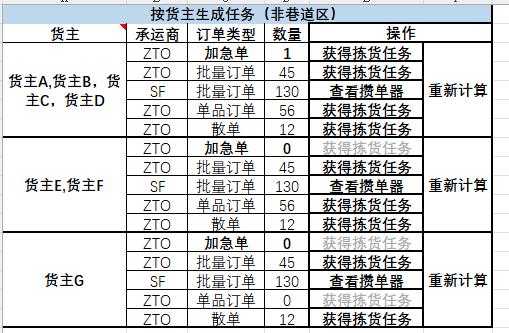 按货主生成任务（非巷道区）
货主 承运商 订单类型 数量 操作
货主A,货主B，货主C，货主D ZTO 加急单 1 获得拣货任务 重新计算
ZTO 批量订单 45 获得拣货任务
SF 批量订单 130 查看攒单器
ZTO 单品订单 56 获得拣货任务
ZTO 散单 12 获得拣货任务
货主E,货主F ZTO 加急单 0 获得拣货任务 重新计算
ZTO 批量订单 45 获得拣货任务
SF 批量订单 130 查看攒单器
ZTO 单品订单 56 获得拣货任务
ZTO 散单 12 获得拣货任务
货主G ZTO 加急单 0 获得拣货任务 重新计算
ZTO 批量订单 45 获得拣货任务
SF 批量订单 130 查看攒单器
ZTO 单品订单 0 获得拣货任务
ZTO 散单 12 获得拣货任务